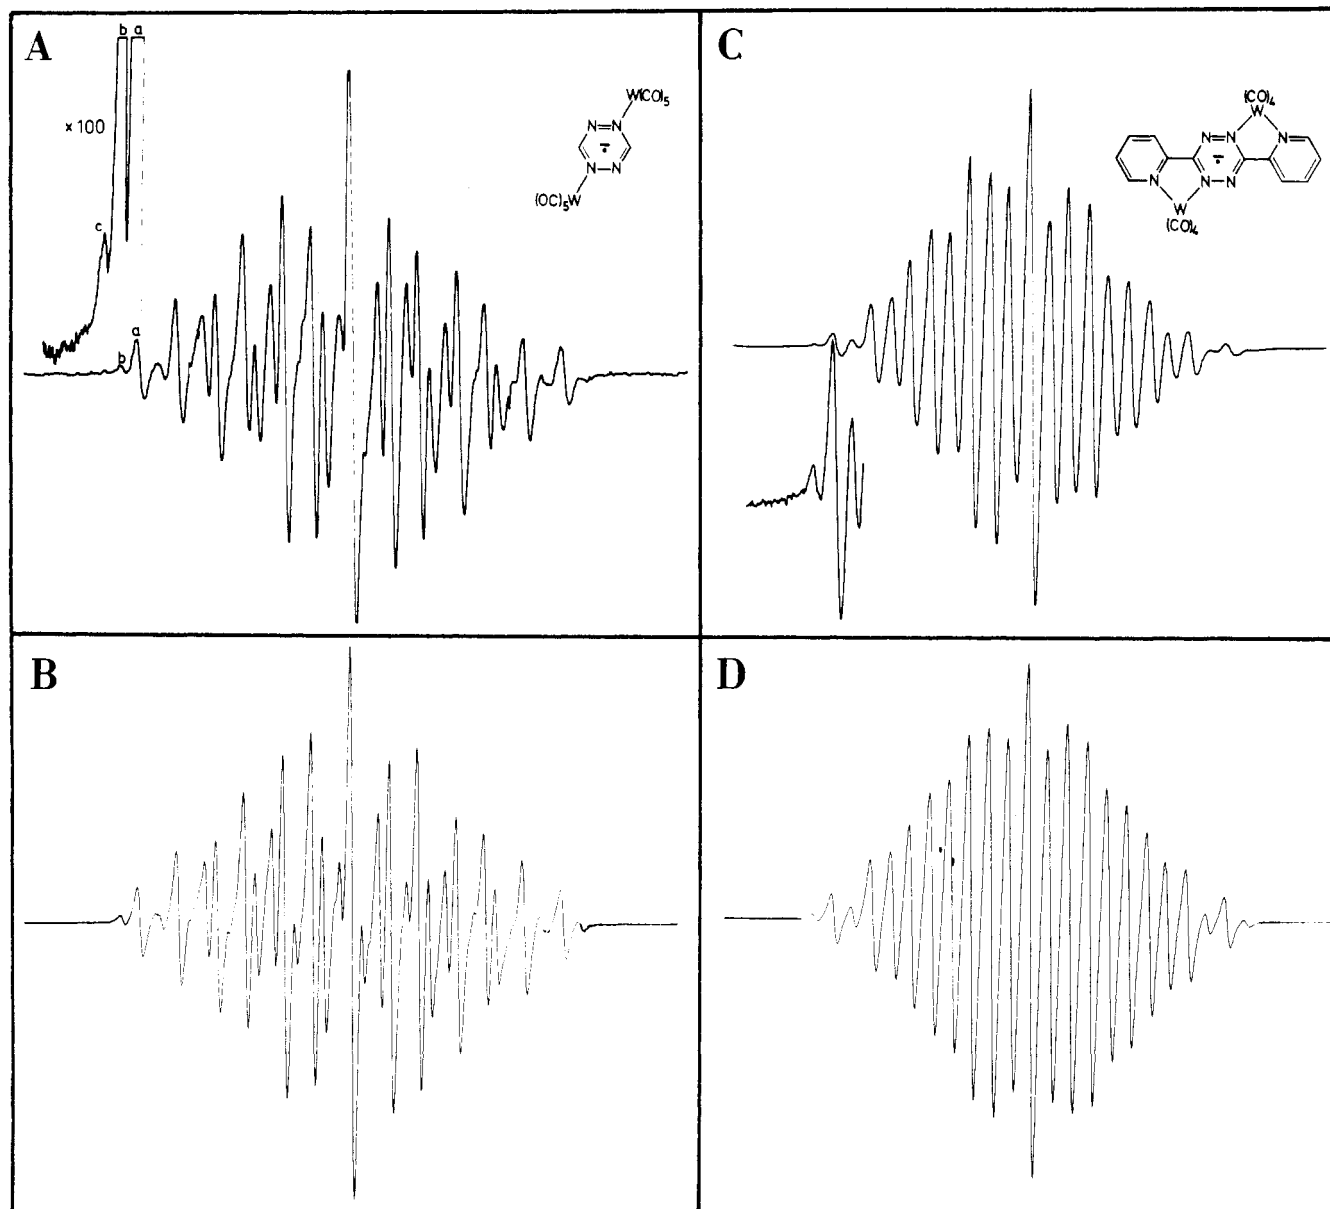 A
b a
× 100
c
a
b
W(CO)₅
N=N
N N
(OC)₅W
C
(CO)₄
W
N=N N
N N=N
W
(CO)₄
B
D